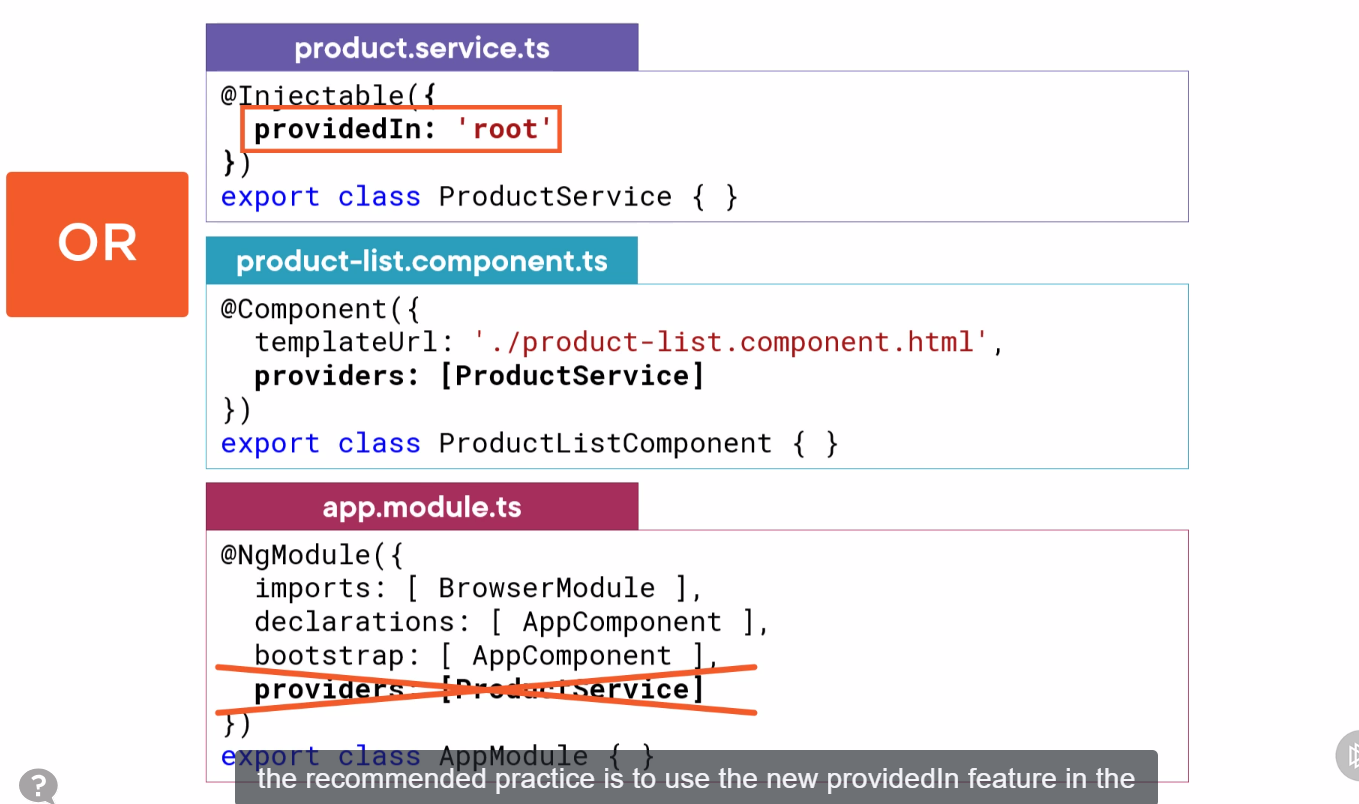 product.service.ts
@Injectable({
providedIn: 'root'
})
export class ProductService { }
OR
product-list.component.ts
@Component({
templateUrl: './product-list.component.html',
providers: [ProductService]
})
export class ProductListComponent { }
app.module.ts
@NgModule({
imports: [ BrowserModule ],
declarations: [ AppComponent ],
bootstrap: [ AppComponent ],
providers: [ProductService]
})
export class AppModule { }
the recommended practice is to use the new providedIn feature in the
?